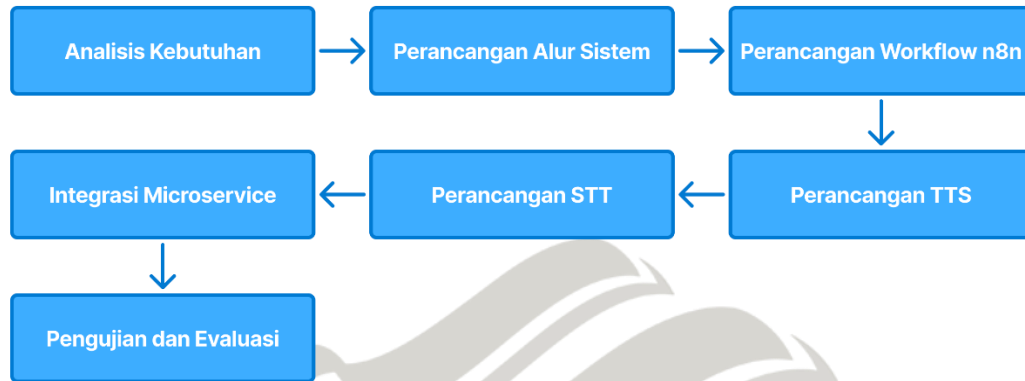 Analisis Kebutuhan
Perancangan Alur Sistem
Perancangan Workflow n8n
Perancangan TTS
Perancangan STT
Integrasi Microservice
Pengujian dan Evaluasi